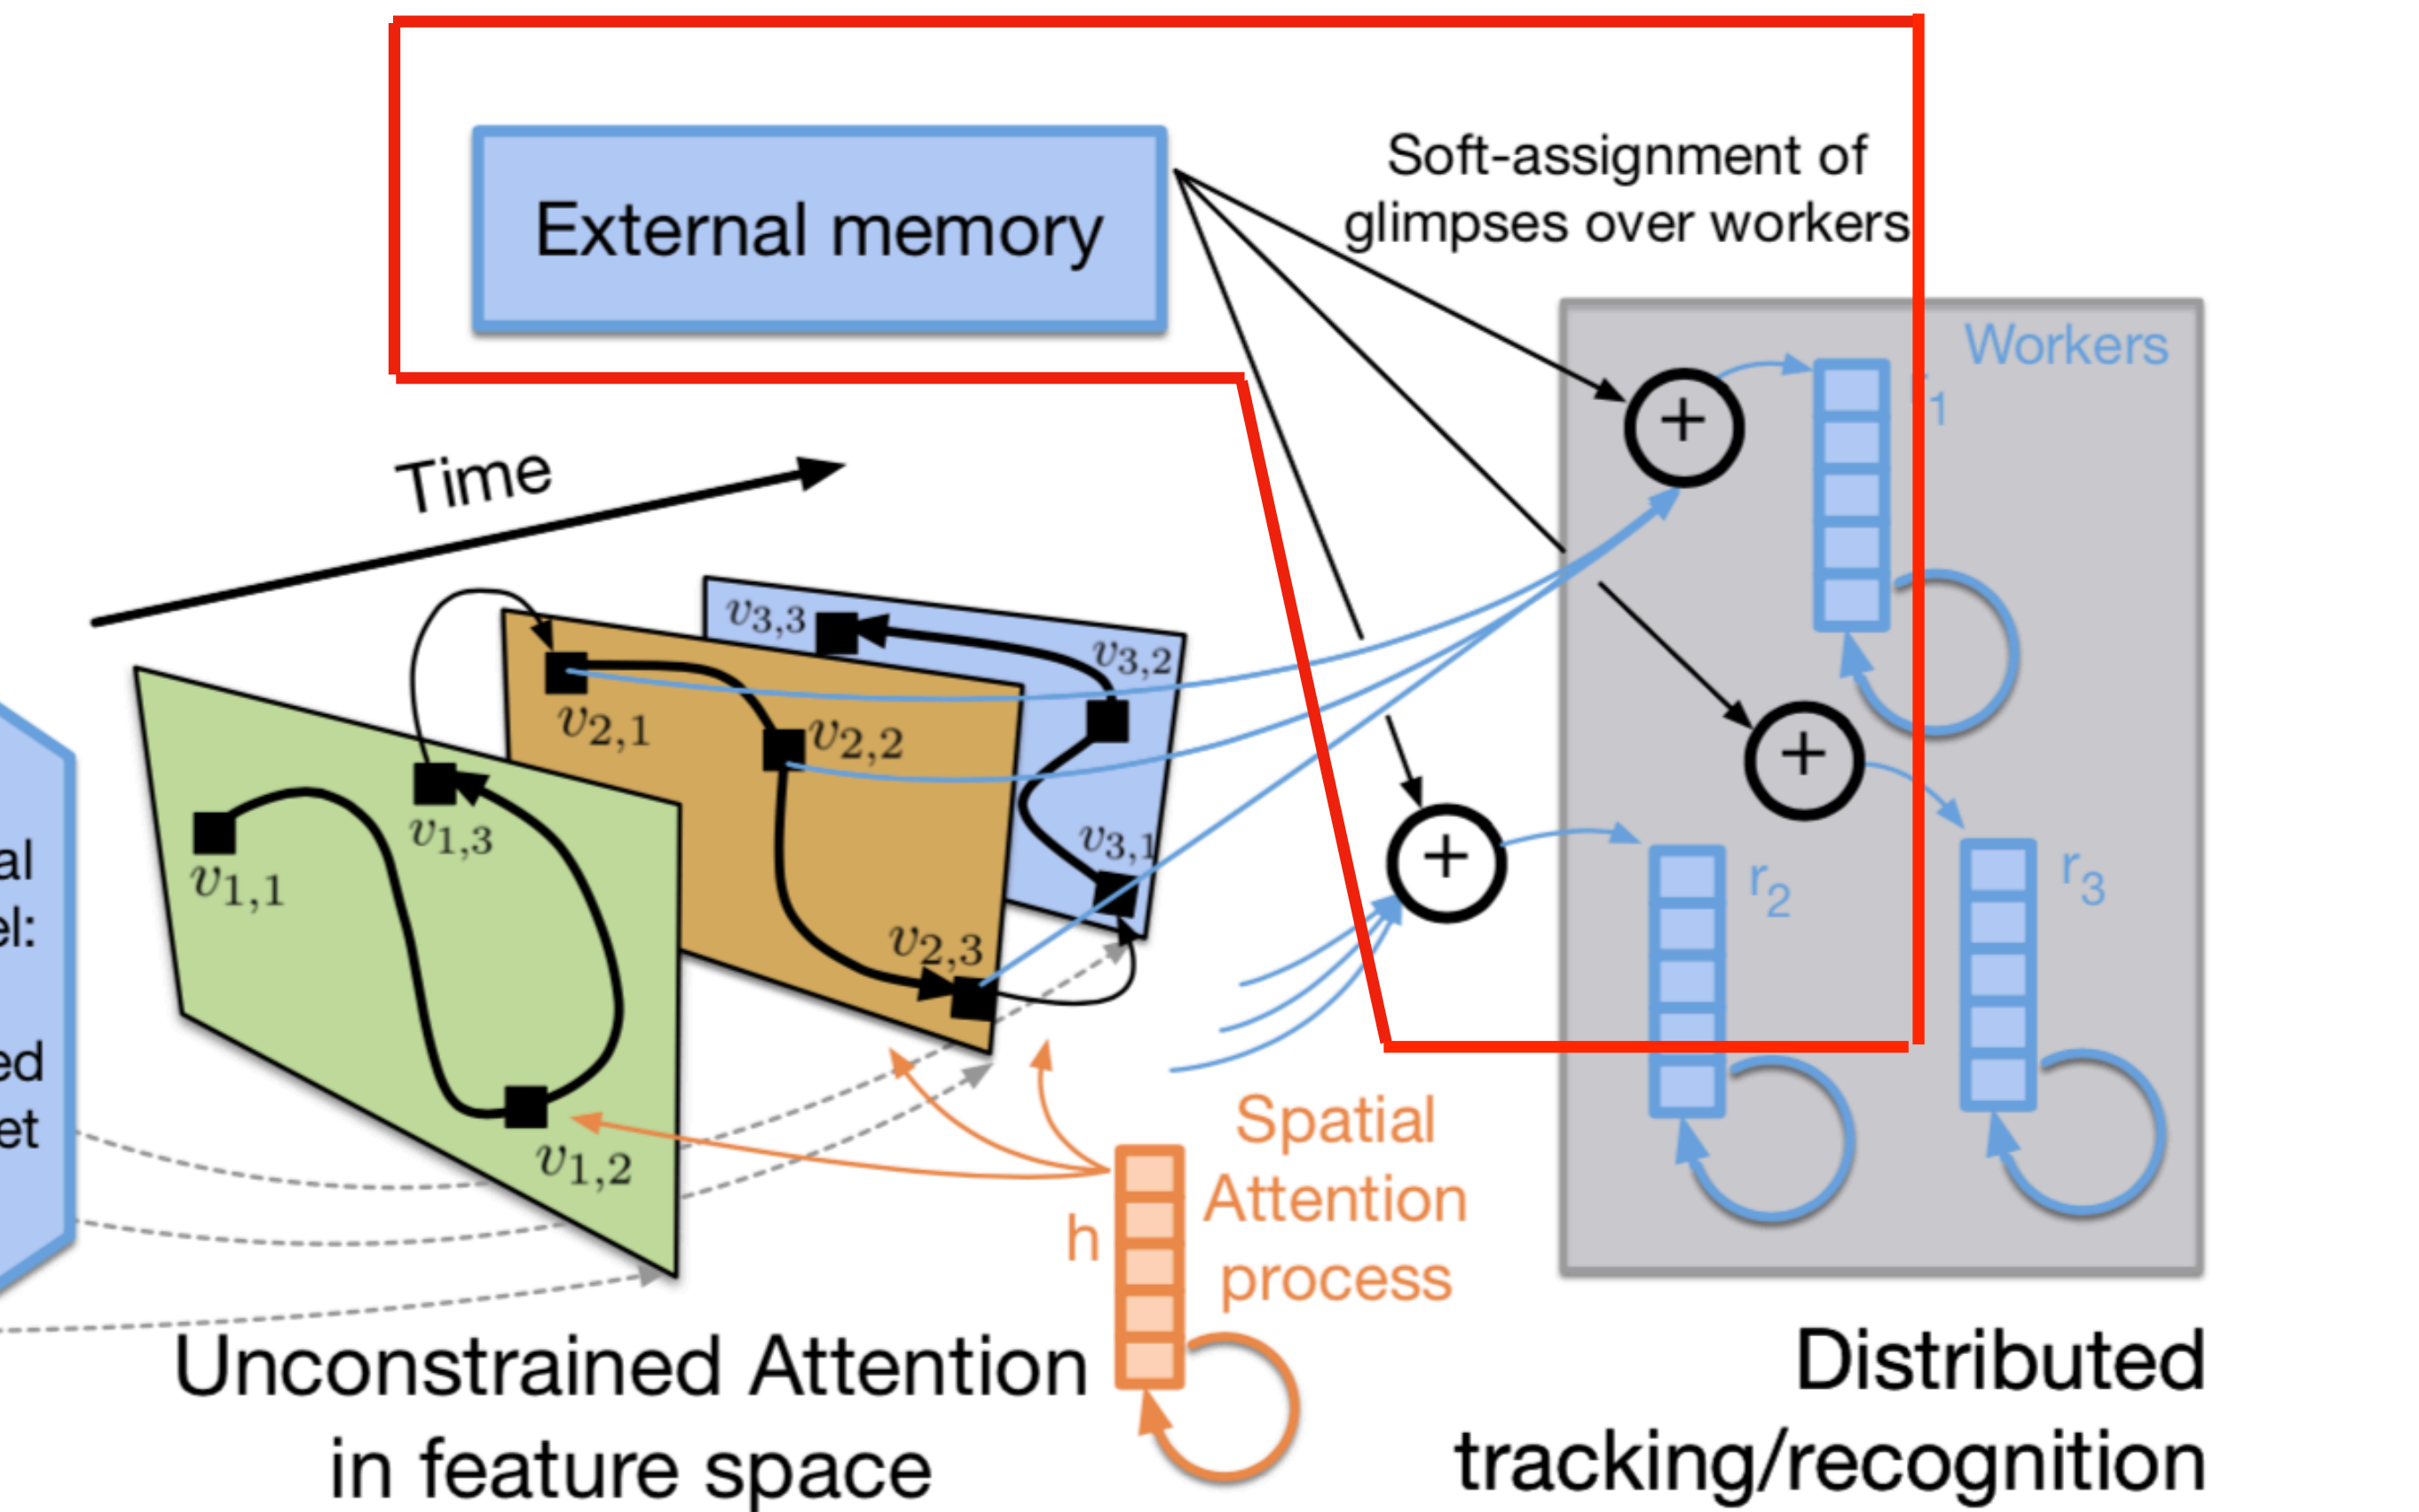 External memory
Soft-assignment of
glimpses over workers
Workers
Time
v3,3
v3,2
v2,1
v2,2
v1,3
v1,1
v3,1
v2,3
v1,2
+
+
+
r2
r3
al
el:
ed
et
h
Spatial
Attention
process
Unconstrained Attention
in feature space
Distributed
tracking/recognition